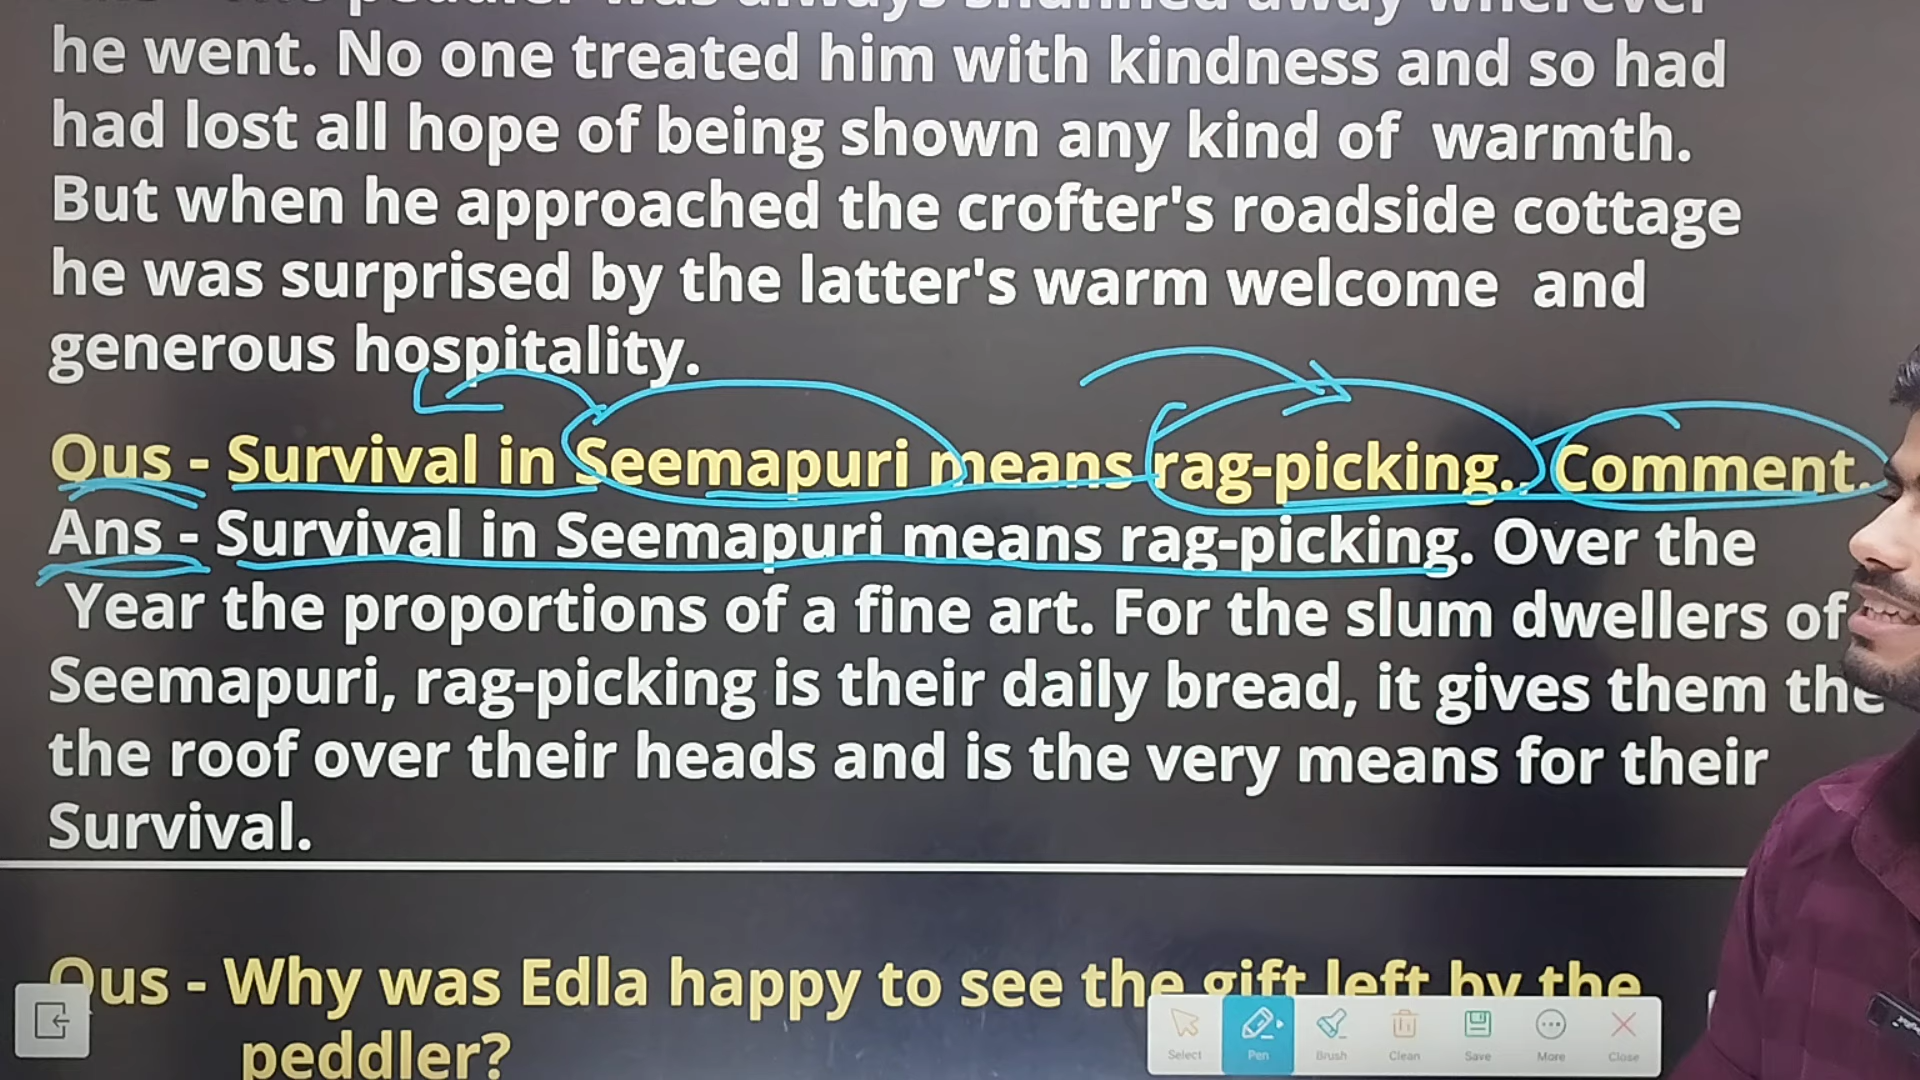 he went. No one treated him with kindness and so had
had lost all hope of being shown any kind of warmth.
But when he approached the crofter's roadside cottage
he was surprised by the latter's warm welcome and
generous hospitality.
Qus - Survival in Seemapuri means rag-picking.. Comment.
Ans - Survival in Seemapuri means rag-picking. Over the
Year the proportions of a fine art. For the slum dwellers of
Seemapuri, rag-picking is their daily bread, it gives them the
the roof over their heads and is the very means for their
Survival.
Qus - Why was Edla happy to see the gift left by the
peddler?
Select Pen Brush Clean Save More Close